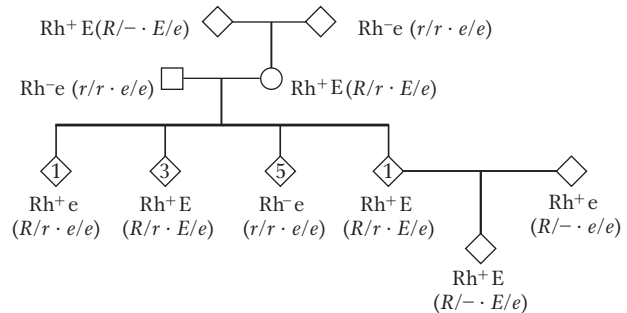 Rh⁺ E (R/– · E/e) Rh⁻e (r/r · e/e)
Rh⁻e (r/r · e/e) Rh⁺E (R/r · E/e)
1 3 5 1
Rh⁺ e Rh⁺ E Rh⁻ e Rh⁺ E Rh⁺ e
(R/r · e/e) (R/r · E/e) (r/r · e/e) (R/r · E/e) (R/– · e/e)
Rh⁺ E
(R/– · E/e)